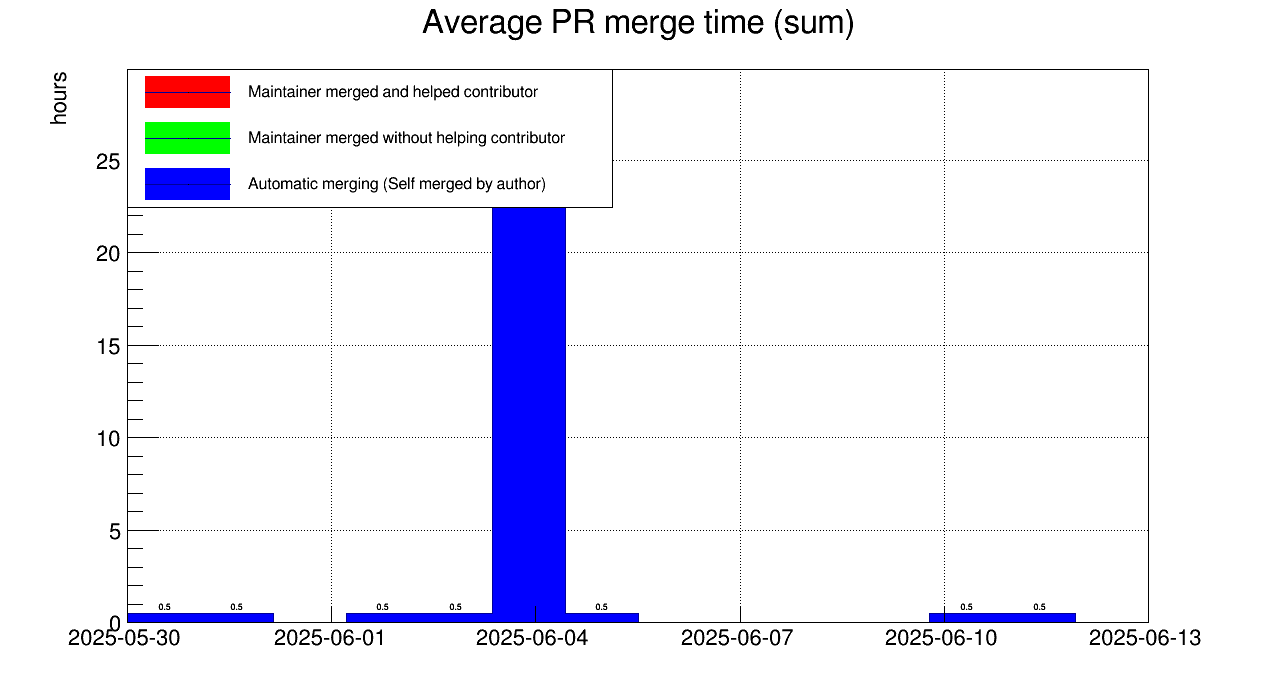 Average PR merge time (sum)
hours
Maintainer merged and helped contributor
Maintainer merged without helping contributor
Automatic merging (Self merged by author)
25
20
15
10
5
0
0.5 0.5 0.5 0.5 0.5 0.5 0.5
2025-05-30 2025-06-01 2025-06-04 2025-06-07 2025-06-10 2025-06-13